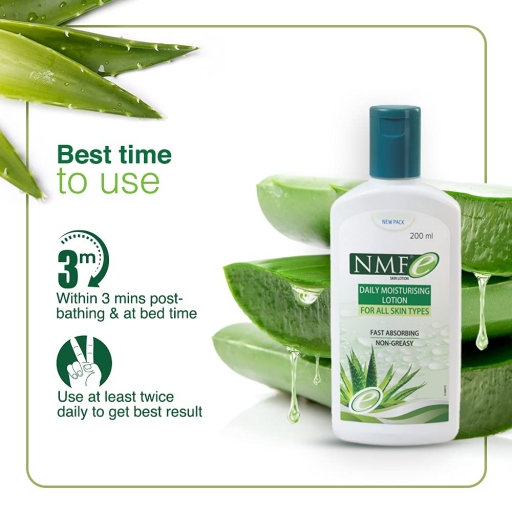 Best time
to use
3m
Within 3 mins post-
bathing & at bed time
Use at least twice
daily to get best result
NEW PACK
200 ml
NMFe
SKIN LOTION
DAILY MOISTURISING
LOTION
FOR ALL SKIN TYPES
FAST ABSORBING
NON-GREASY
e